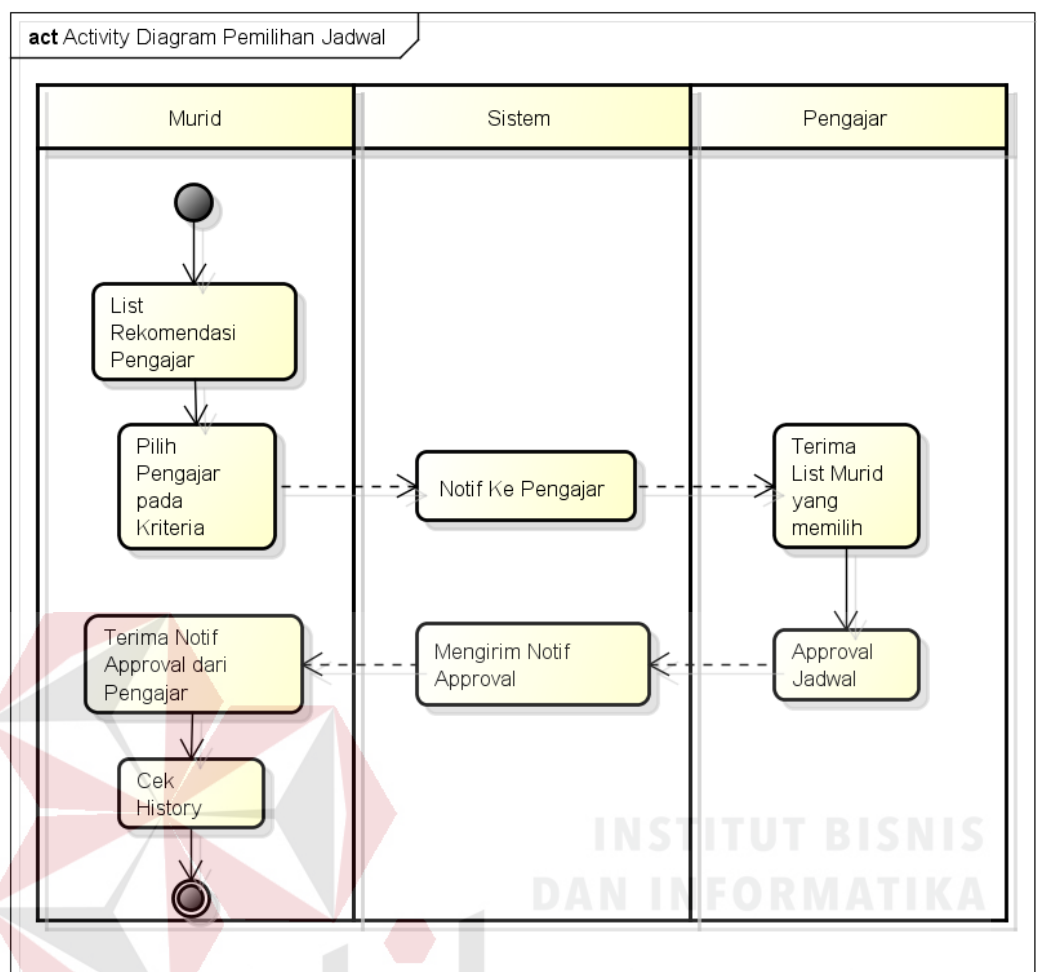 act Activity Diagram Pemilihan Jadwal
Murid
Sistem
Pengajar
List
Rekomendasi
Pengajar
Pilih
Pengajar
pada
Kriteria
Notif Ke Pengajar
Terima
List Murid
yang
memilih
Approval
Jadwal
Mengirim Notif
Approval
Terima Notif
Approval dari
Pengajar
Cek
History
INSTITUT BISNIS
DAN INFORMATIKA